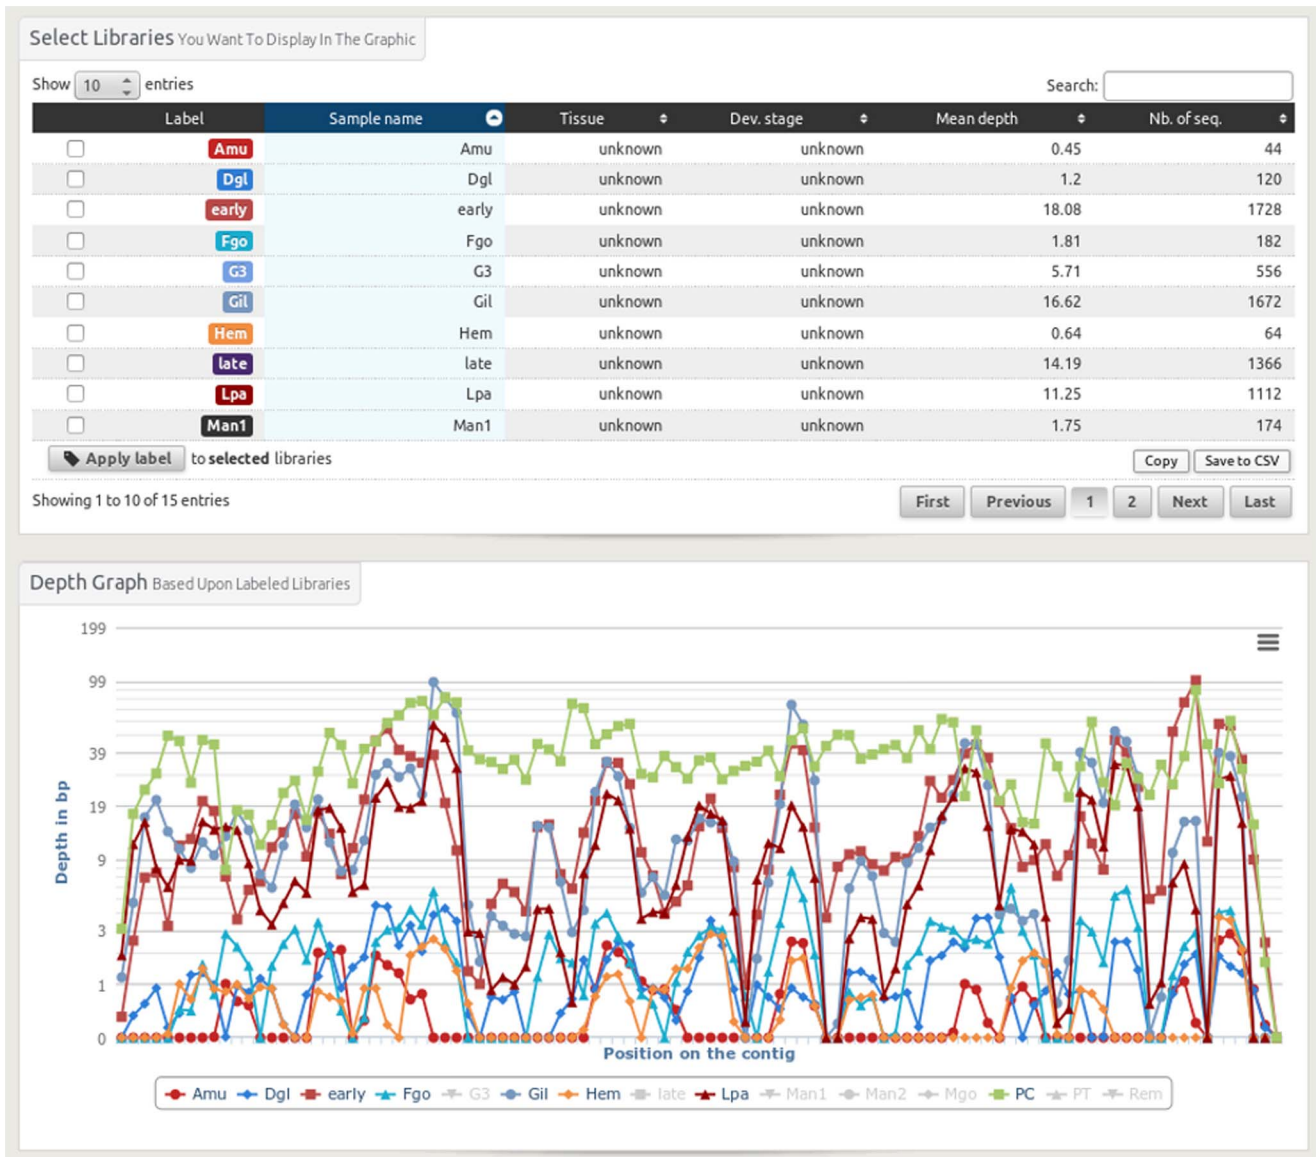 Select Libraries You Want To Display In The Graphic
Show 10 entries Search:
Label Sample name Tissue Dev. stage Mean depth Nb. of seq.
Amu Amu unknown unknown 0.45 44
Dgl Dgl unknown unknown 1.2 120
early early unknown unknown 18.08 1728
Fgo Fgo unknown unknown 1.81 182
G3 G3 unknown unknown 5.71 556
Gil Gil unknown unknown 16.62 1672
Hem Hem unknown unknown 0.64 64
late late unknown unknown 14.19 1366
Lpa Lpa unknown unknown 11.25 1112
Man1 Man1 unknown unknown 1.75 174
Apply label to selected libraries Copy Save to CSV
Showing 1 to 10 of 15 entries First Previous 1 2 Next Last
Depth Graph Based Upon Labeled Libraries
199
99
39
19
9
3
1
0
Depth in bp
Position on the contig
Amu Dgl early Fgo G3 Gil Hem late Lpa Man1 Man2 Mgo PC PT Rem